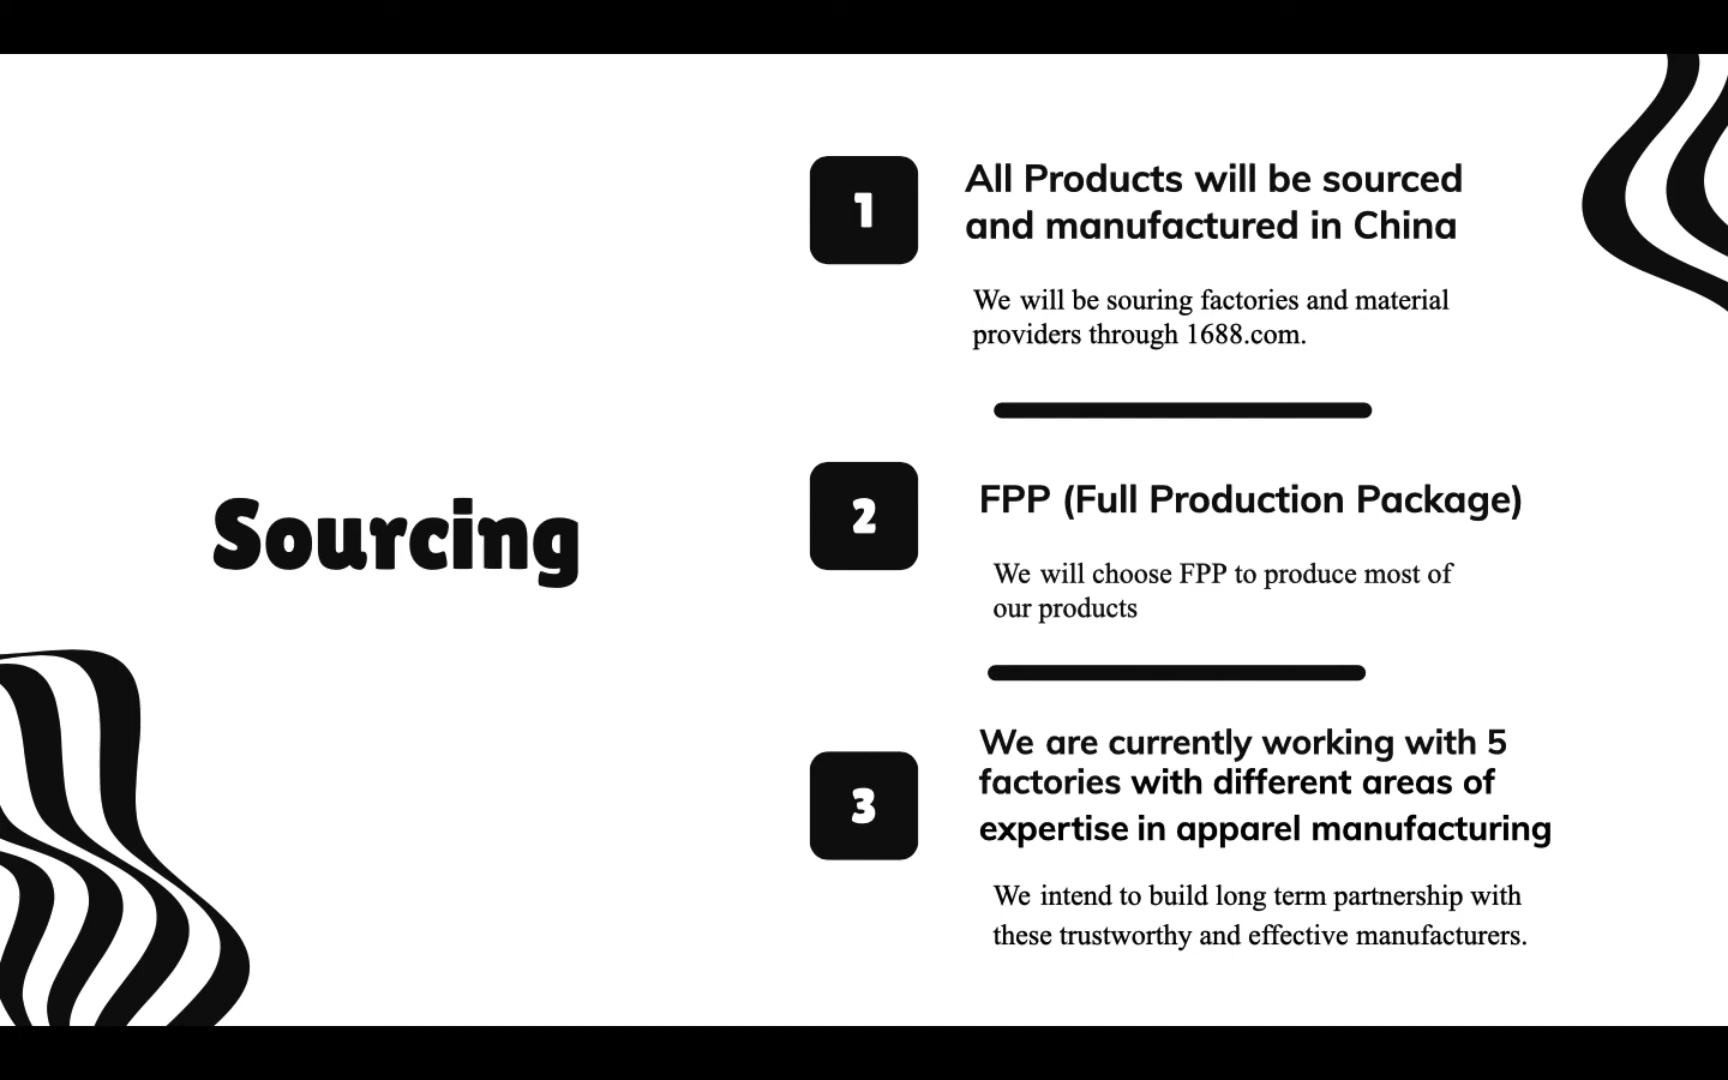 Sourcing
1
All Products will be sourced
and manufactured in China
We will be souring factories and material
providers through 1688.com.
2
FPP (Full Production Package)
We will choose FPP to produce most of
our products
3
We are currently working with 5
factories with different areas of
expertise in apparel manufacturing
We intend to build long term partnership with
these trustworthy and effective manufacturers.